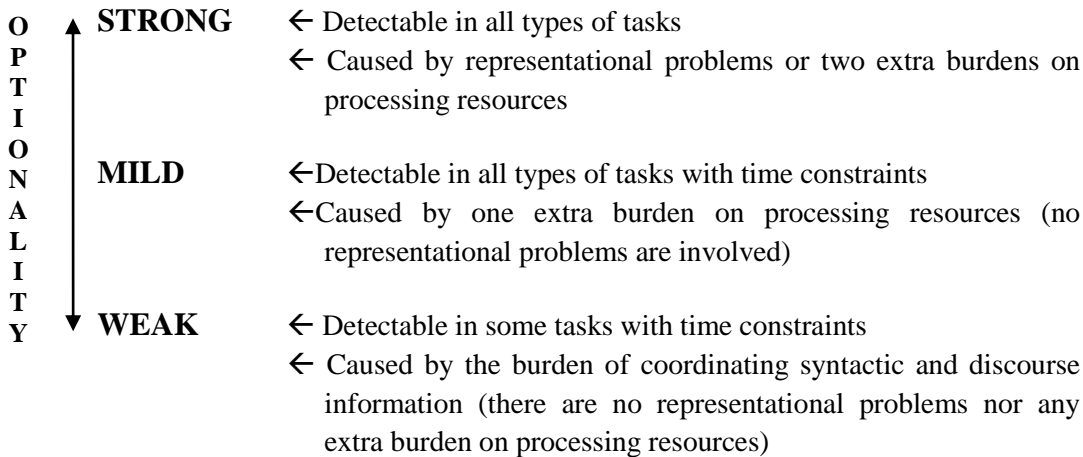 OPTIONALITY
STRONG ← Detectable in all types of tasks
← Caused by representational problems or two extra burdens on
processing resources
MILD ←Detectable in all types of tasks with time constraints
←Caused by one extra burden on processing resources (no
representational problems are involved)
WEAK ← Detectable in some tasks with time constraints
← Caused by the burden of coordinating syntactic and discourse
information (there are no representational problems nor any
extra burden on processing resources)